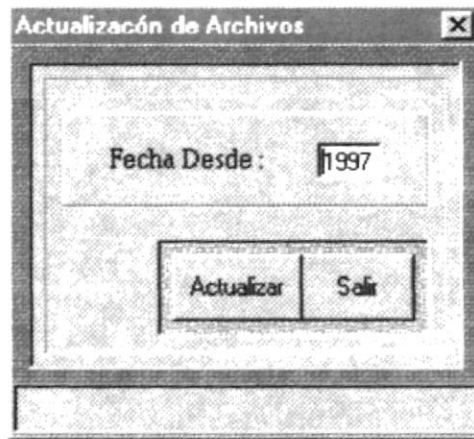 Actualizacón de Archivos
Fecha Desde :
1997
Actualizar
Salir